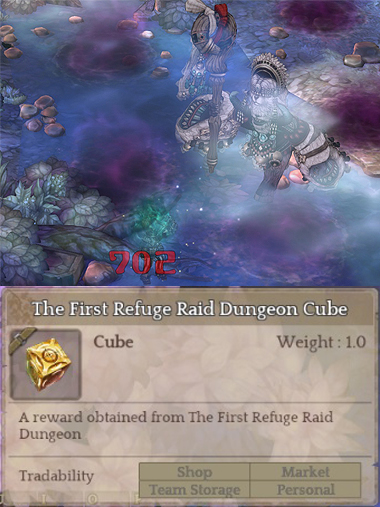 702
The First Refuge Raid Dungeon Cube
Cube
Weight : 1.0
A reward obtained from The First Refuge Raid
Dungeon
Tradability
Shop
Market
Team Storage
Personal